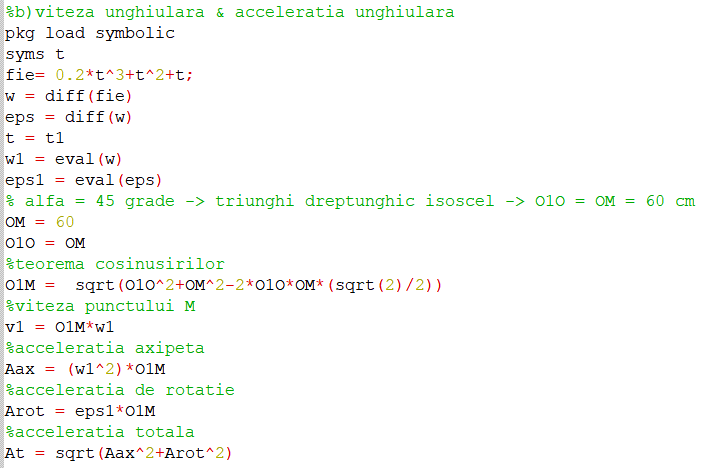 %b)viteza unghiulara & acceleratia unghiulara
pkg load symbolic
syms t
fie= 0.2*t^3+t^2+t;
w = diff(fie)
eps = diff(w)
t = t1
w1 = eval(w)
eps1 = eval(eps)
% alfa = 45 grade -> triunghi dreptunghic isoscel -> O1O = OM = 60 cm
OM = 60
O1O = OM
%teorema cosinusirilor
O1M =  sqrt(O1O^2+OM^2-2*O1O*OM*(sqrt(2)/2))
%viteza punctului M
v1 = O1M*w1
%acceleratia axipeta
Aax = (w1^2)*O1M
%acceleratia de rotatie
Arot = eps1*O1M
%acceleratia totala
At = sqrt(Aax^2+Arot^2)